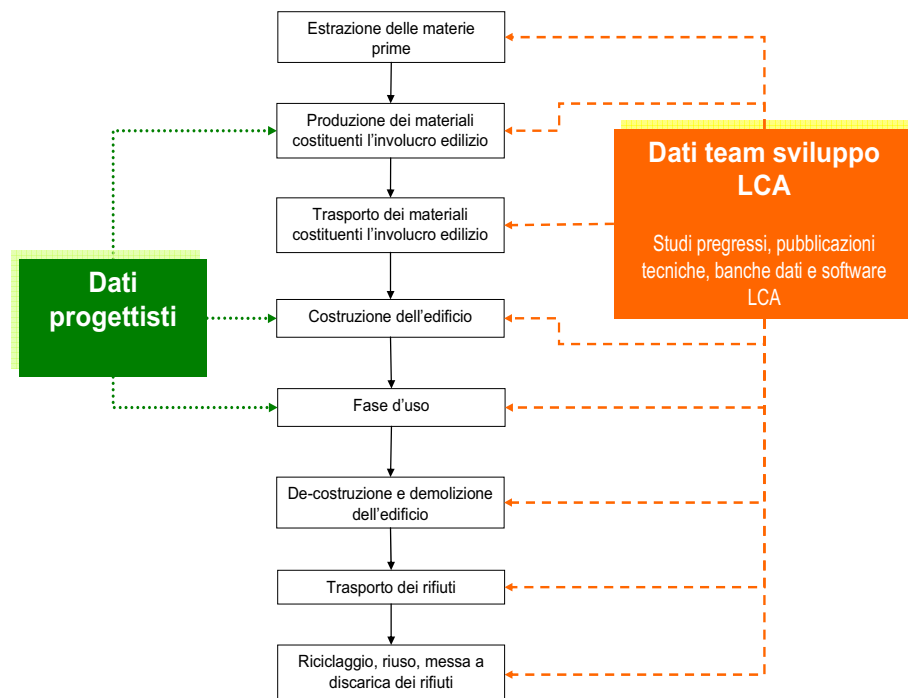 Estrazione delle materie
prime
Produzione dei materiali
costituenti l'involucro edilizio
Trasporto dei materiali
costituenti l'involucro edilizio
Costruzione dell'edificio
Fase d'uso
De-costruzione e demolizione
dell'edificio
Trasporto dei rifiuti
Riciclaggio, riuso, messa a
discarica dei rifiuti
Dati
progettisti
Dati team sviluppo
LCA
Studi pregressi, pubblicazioni
tecniche, banche dati e software
LCA